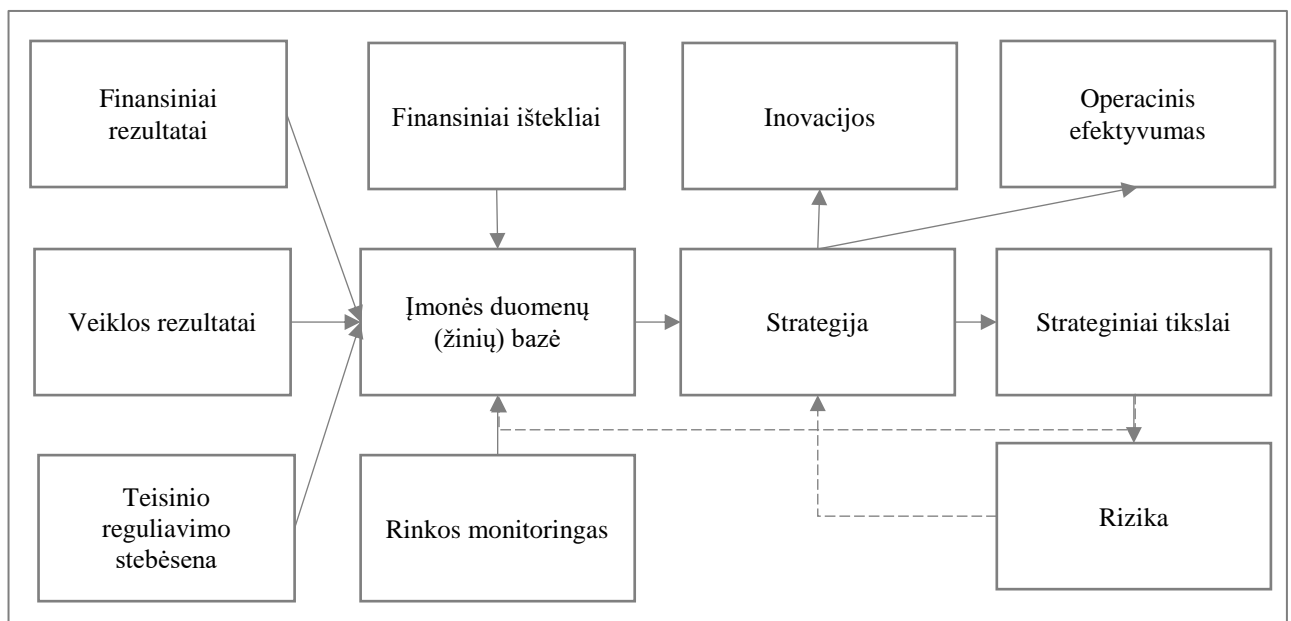 Finansiniai
rezultatai
Finansiniai ištekliai
Inovacijos
Operacinis
efektyvumas
Veiklos rezultatai
Įmonės duomenų
(žinių) bazė
Strategija
Strateginiai tikslai
Teisinio
reguliavimo
stebėsena
Rinkos monitoringas
Rizika